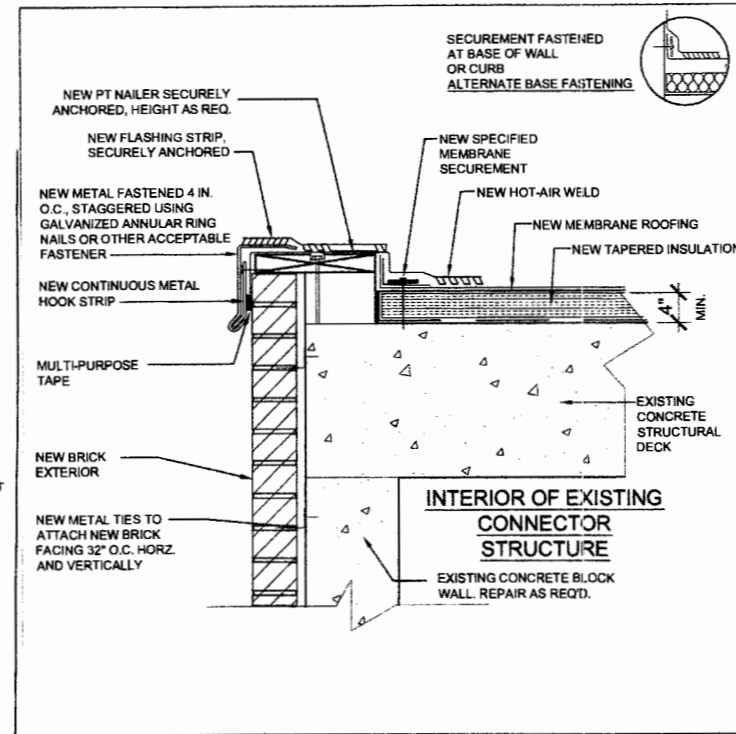 SECUREMENT FASTENED
AT BASE OF WALL
OR CURB
ALTERNATE BASE FASTENING
NEW PT NAILER SECURELY
ANCHORED, HEIGHT AS REQ.
NEW FLASHING STRIP,
SECURELY ANCHORED
NEW METAL FASTENED 4 IN.
O.C., STAGGERED USING
GALVANIZED ANNULAR RING
NAILS OR OTHER ACCEPTABLE
FASTENER
NEW CONTINUOUS METAL
HOOK STRIP
MULTI-PURPOSE
TAPE
NEW BRICK
EXTERIOR
NEW METAL TIES TO
ATTACH NEW BRICK
FACING 32" O.C. HORZ.
AND VERTICALLY
NEW SPECIFIED
MEMBRANE
SECUREMENT
NEW HOT-AIR WELD
NEW MEMBRANE ROOFING
NEW TAPERED INSULATION
4"
MIN.
EXISTING
CONCRETE
STRUCTURAL
DECK
INTERIOR OF EXISTING
CONNECTOR
STRUCTURE
EXISTING CONCRETE BLOCK
WALL. REPAIR AS REQ'D.